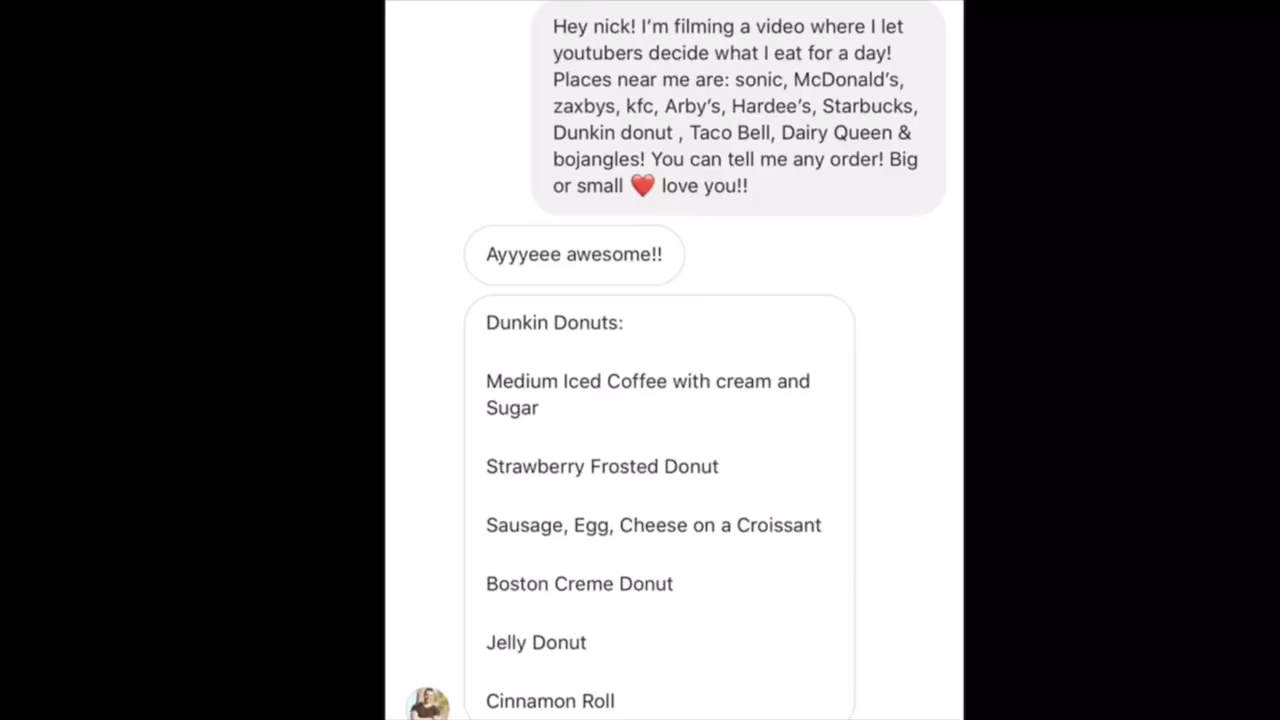 Hey nick! I’m filming a video where I let
youtubers decide what I eat for a day!
Places near me are: sonic, McDonald’s,
zaxbys, kfc, Arby’s, Hardee’s, Starbucks,
Dunkin donut , Taco Bell, Dairy Queen &
bojangles! You can tell me any order! Big
or small ❤️ love you!!
Ayyyeee awesome!!
Dunkin Donuts:
Medium Iced Coffee with cream and
Sugar
Strawberry Frosted Donut
Sausage, Egg, Cheese on a Croissant
Boston Creme Donut
Jelly Donut
Cinnamon Roll